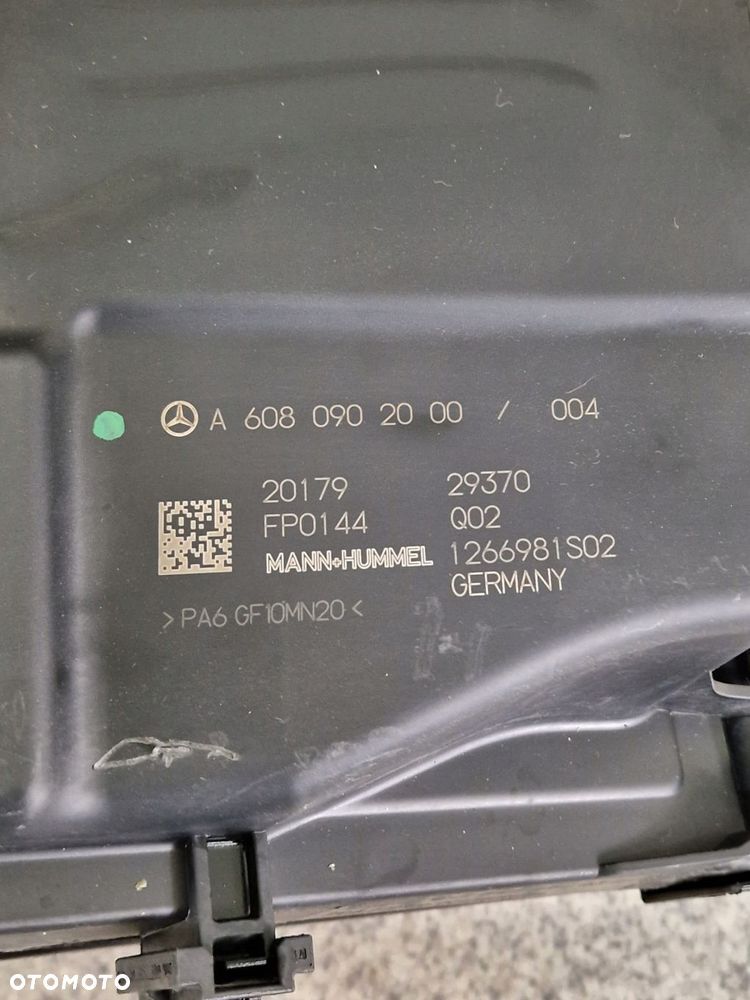 A 608 090 20 00 / 004
20179 29370
FP0144 Q02
MANN+HUMMEL 1266981S02
GERMANY
>PA6 GF10MN20<
OTOMOTO